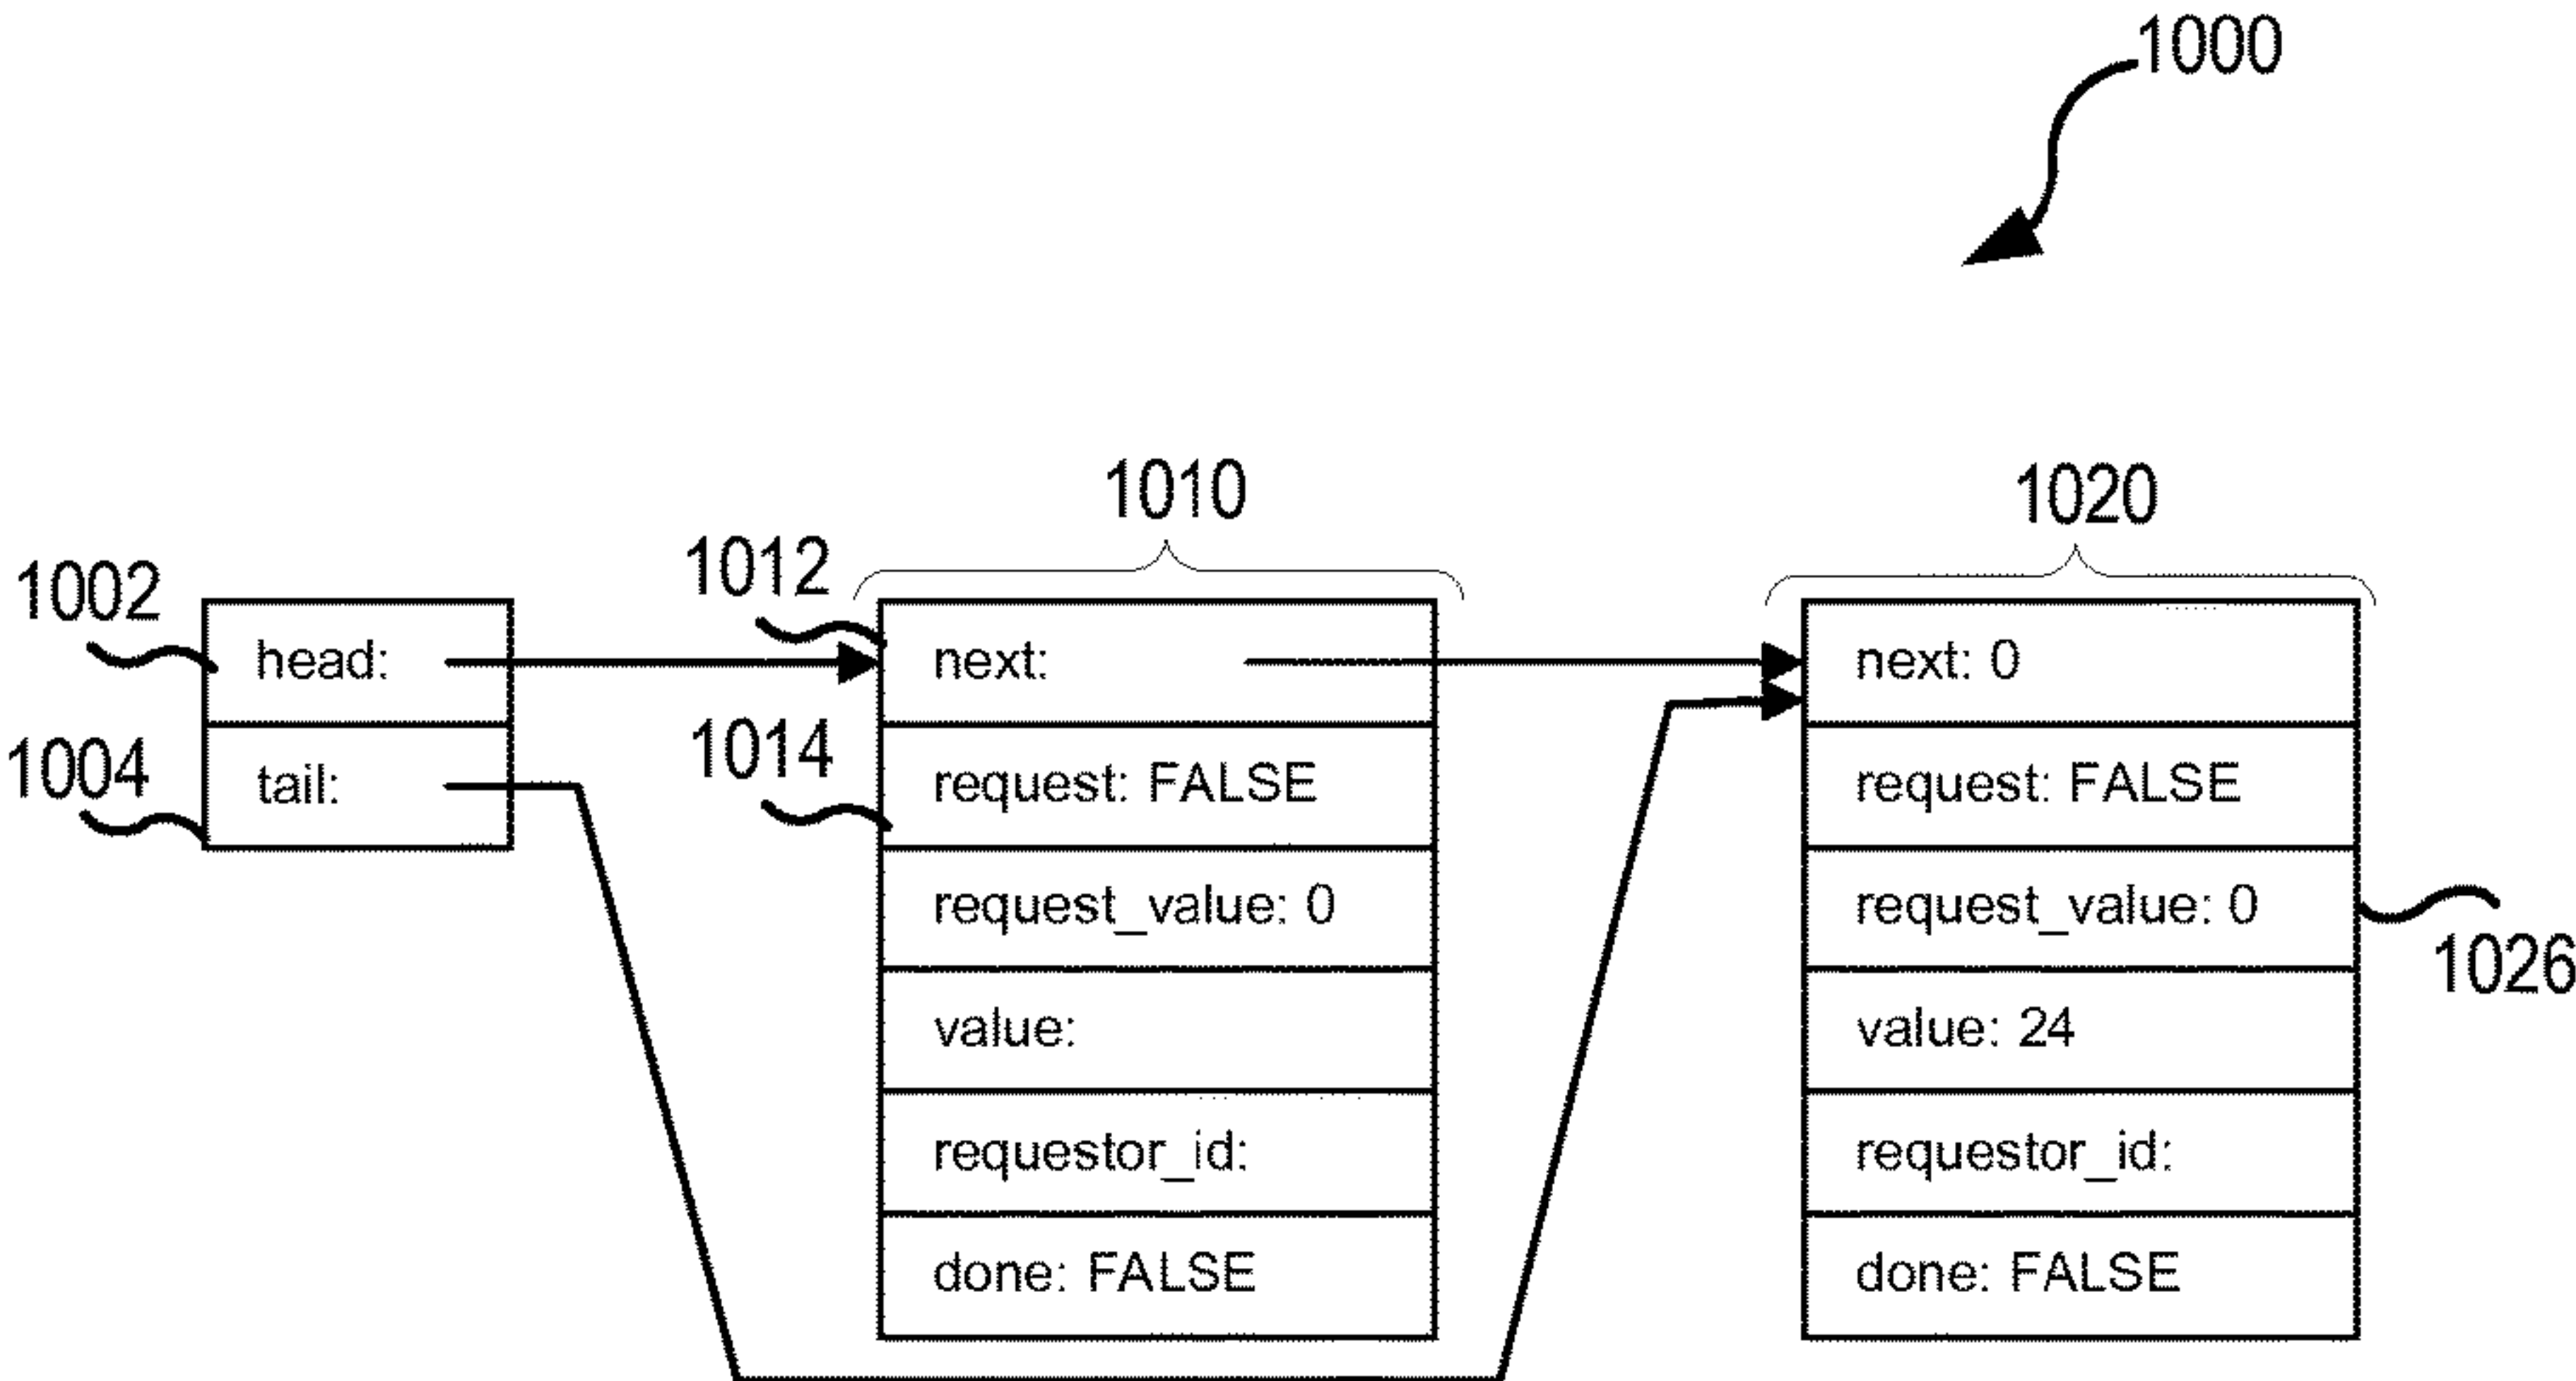 1000
1010
1020
1012
1002
head:
next:
next: 0
1014
1004
tail:
request: FALSE
request: FALSE
request_value: 0
request_value: 0
1026
value:
value: 24
requestor_id:
requestor_id:
done: FALSE
done: FALSE